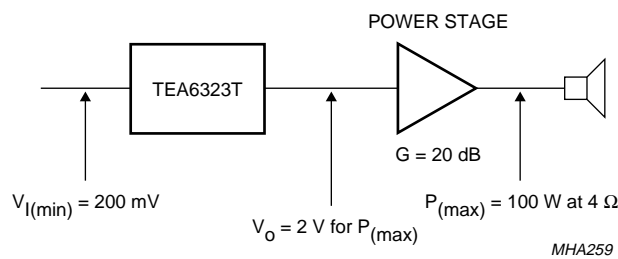 POWER STAGE
TEA6323T
G = 20 dB
V_I(min) = 200 mV
V_o = 2 V for P_(max)
P_(max) = 100 W at 4 Ω
MHA259